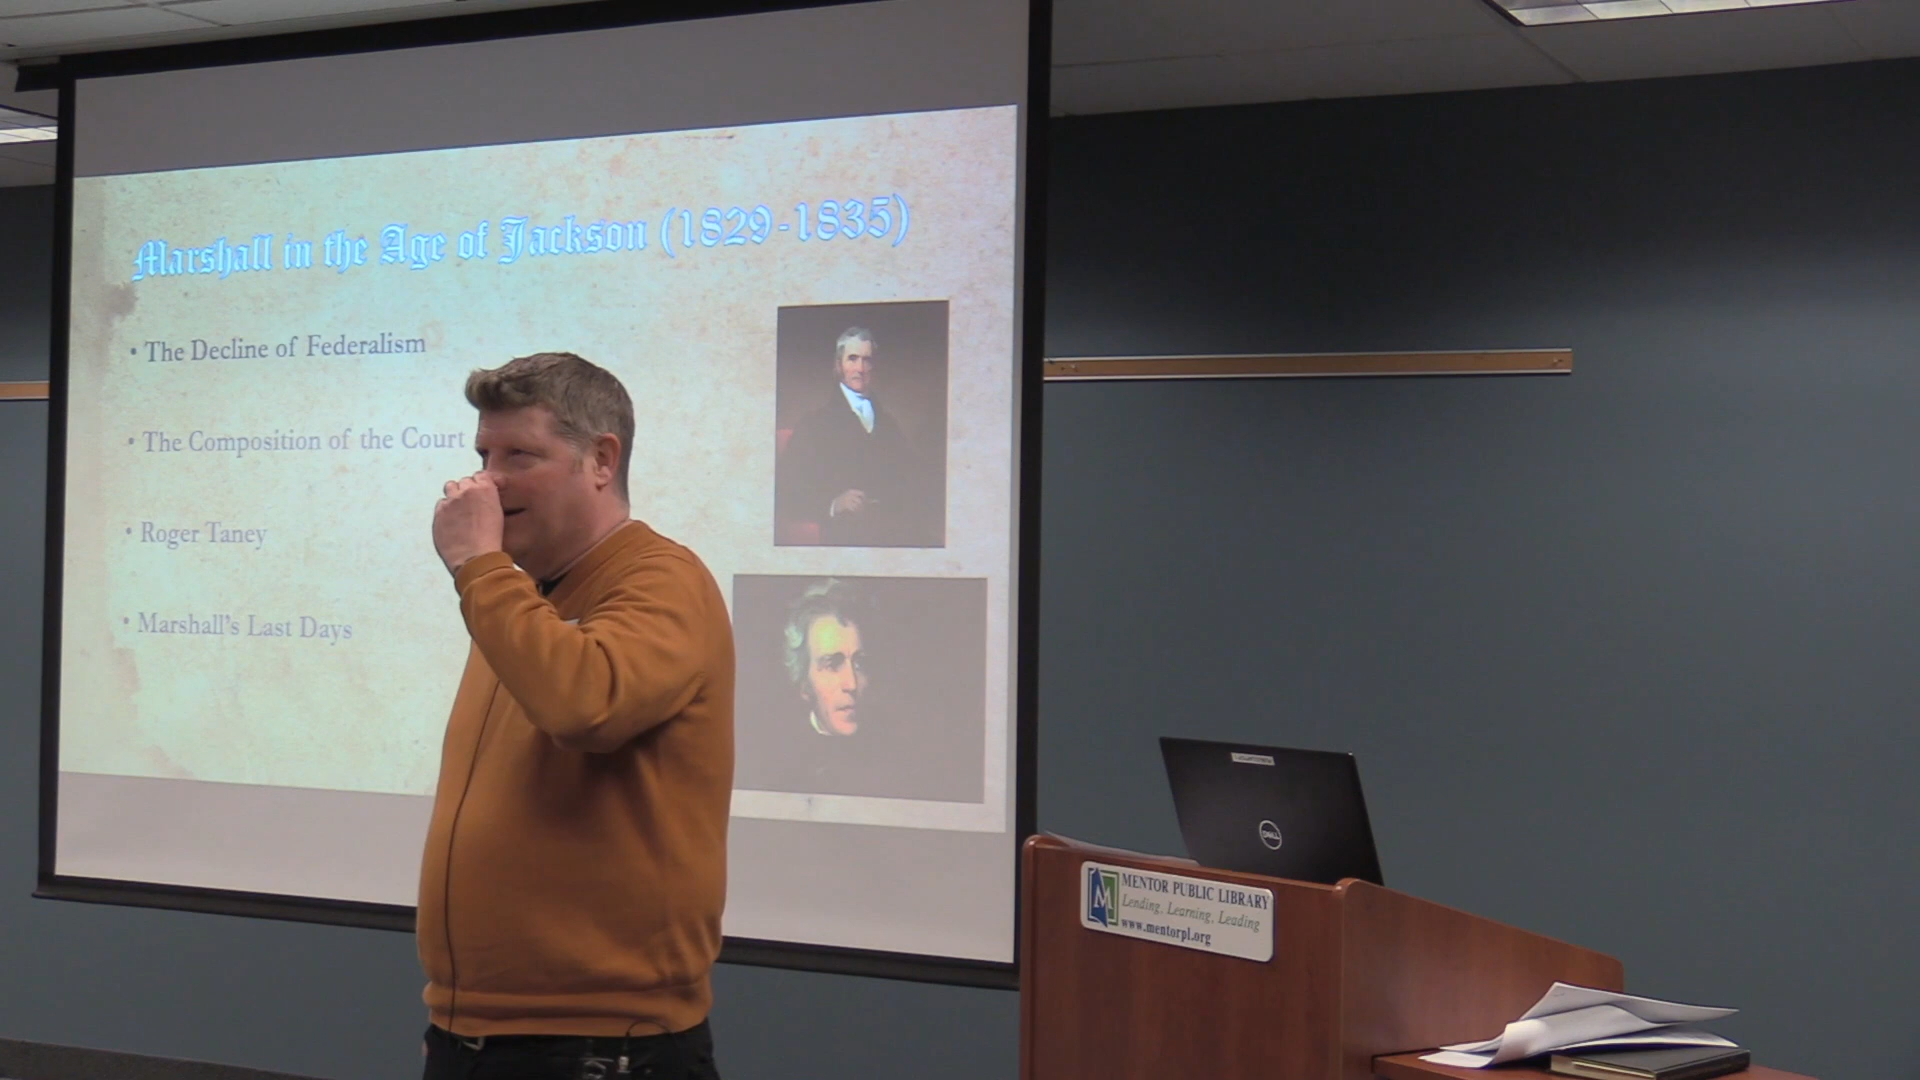 Marshall in the Age of Jackson (1829-1835)
• The Decline of Federalism
• The Composition of the Court
• Roger Taney
• Marshall's Last Days
DELL
M
MENTOR PUBLIC LIBRARY
Lending, Learning, Leading
www.mentorpl.org